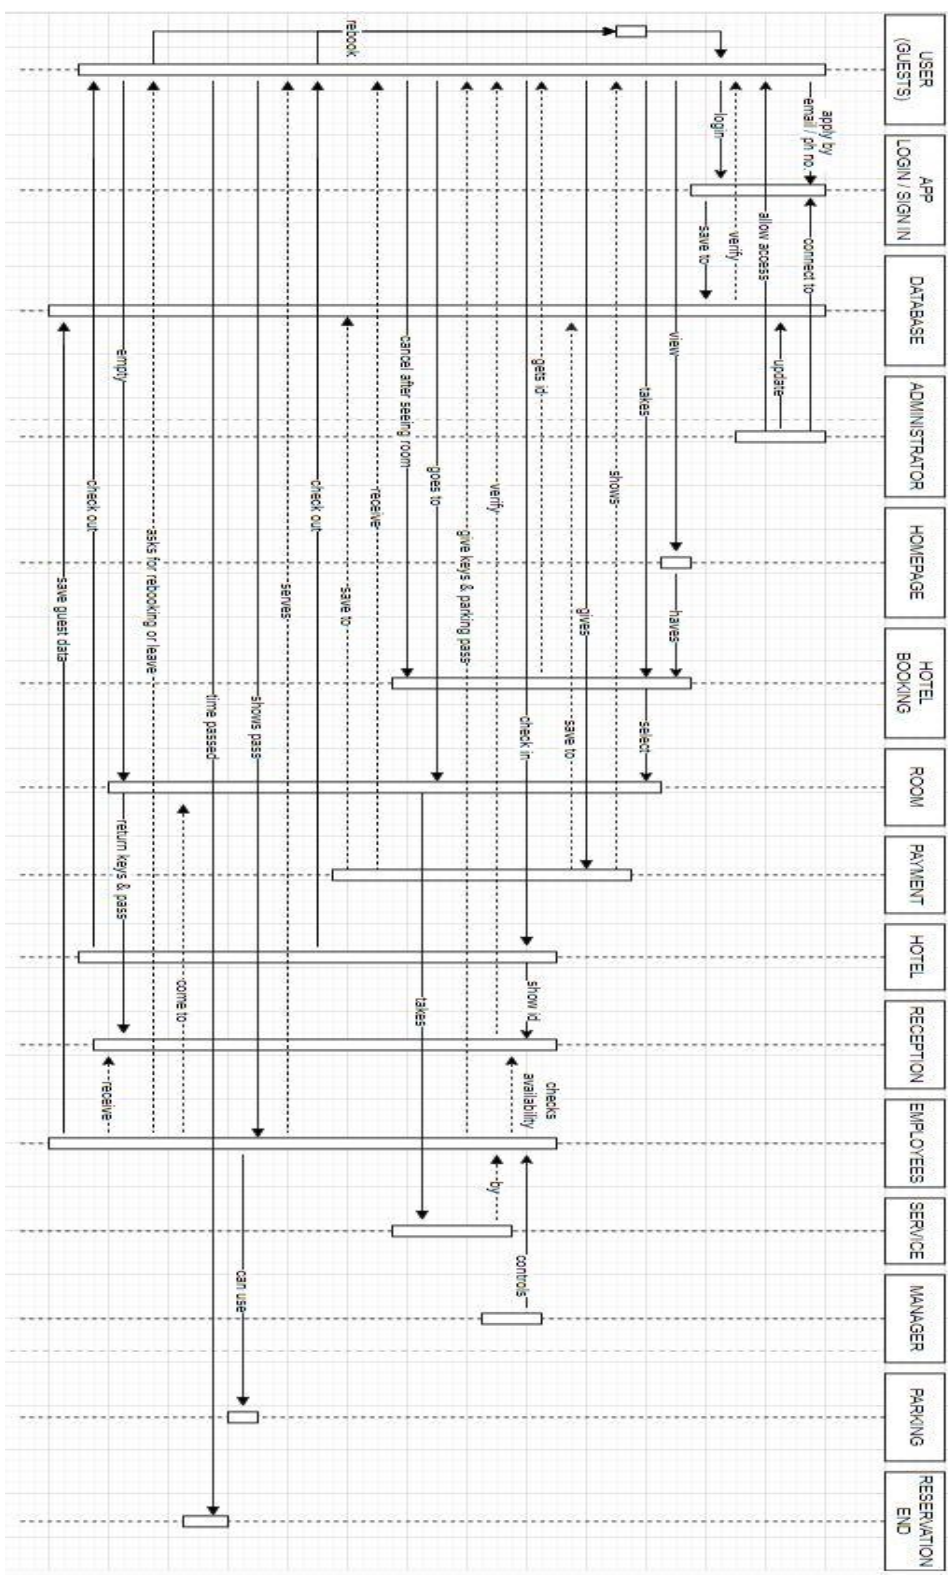 USER
(GUESTS)
APP
LOGIN / SIGN IN
DATABASE
ADMINISTRATOR
HOMEPAGE
HOTEL
BOOKING
ROOM
PAYMENT
HOTEL
RECEPTION
EMPLOYEES
SERVICE
MANAGER
PARKING
RESERVATION
END
apply by
email / ph no.
connect to
update
allow access
verify
login
save to
view
haves
takes
select
shows
gives
save to
gets id
check in
show id
checks
availability
controls
verify
by
give keys & parking pass
goes to
takes
cancel after seeing room
receive
rebook
save to
check out
serves
shows pass
can use
time passed
come to
asks for rebooking or leave
empty
return keys & pass
receive
check out
save guest data